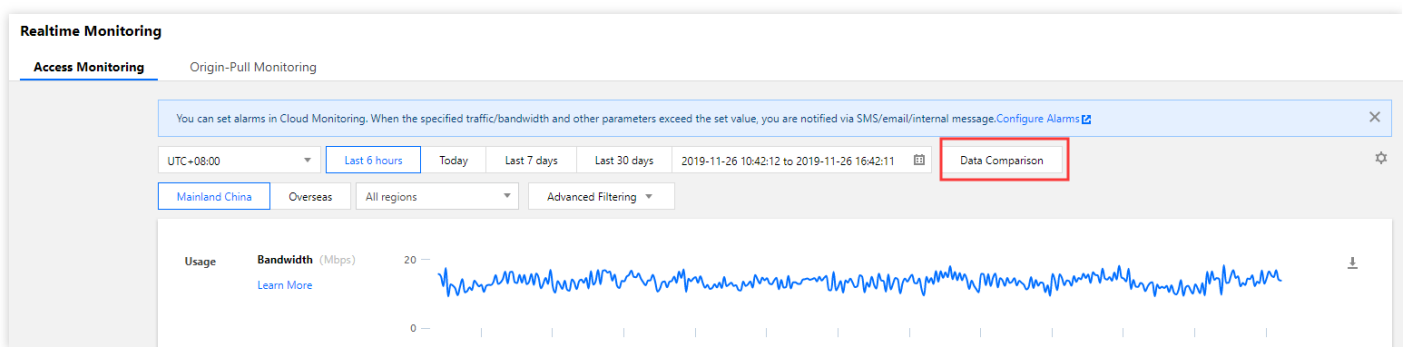 Realtime Monitoring
Access Monitoring Origin-Pull Monitoring
You can set alarms in Cloud Monitoring. When the specified traffic/bandwidth and other parameters exceed the set value, you are notified via SMS/email/internal message.Configure Alarms
UTC+08:00 Last 6 hours Today Last 7 days Last 30 days 2019-11-26 10:42:12 to 2019-11-26 16:42:11 Data Comparison
Mainland China Overseas All regions Advanced Filtering
Usage Bandwidth (Mbps) 20
Learn More
0